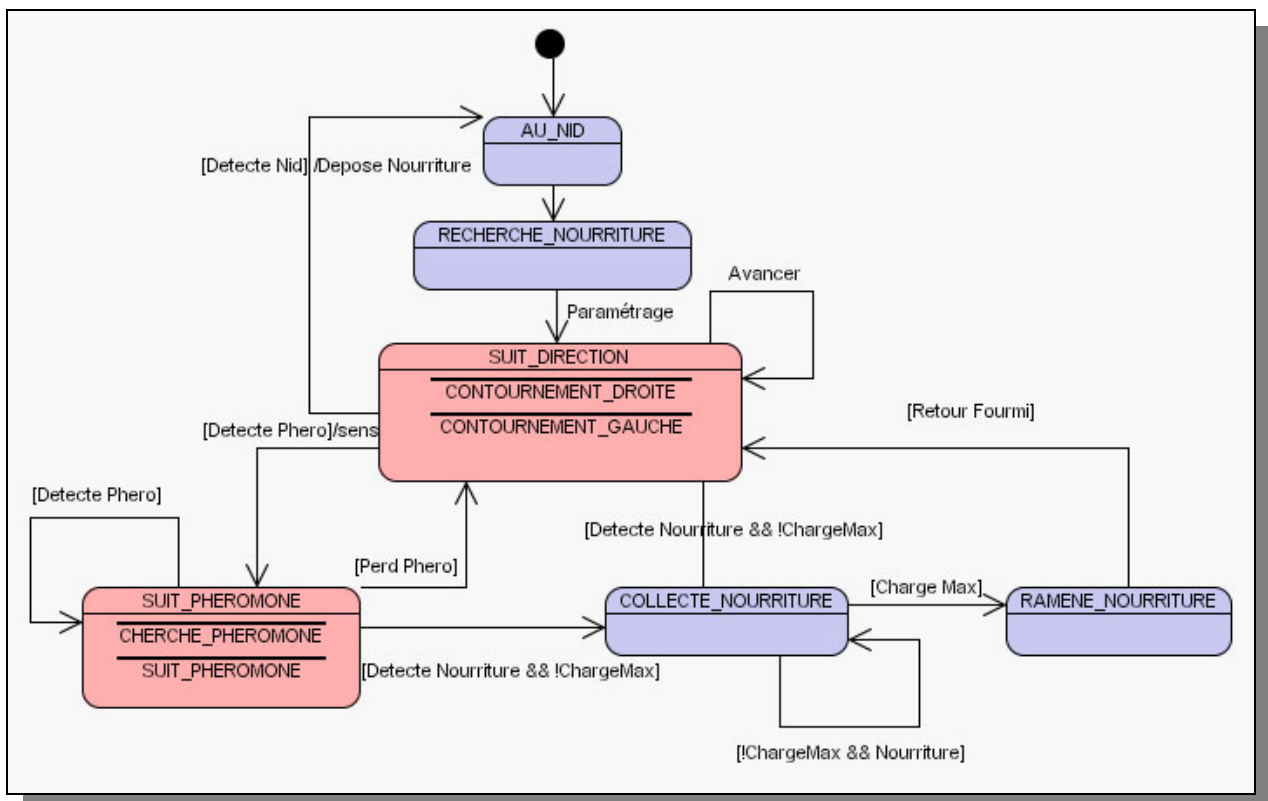 AU_NID
[Detecte Nid] /Depose Nourriture
RECHERCHE_NOURRITURE
Avancer
Paramétrage
SUIT_DIRECTION
CONTOURNEMENT_DROITE
CONTOURNEMENT_GAUCHE
[Retour Fourmi]
[Detecte Phero]/sens
[Detecte Phero]
[Detecte Nourriture && !ChargeMax]
[Perd Phero]
[Charge Max]
SUIT_PHEROMONE
CHERCHE_PHEROMONE
SUIT_PHEROMONE
COLLECTE_NOURRITURE
RAMENE_NOURRITURE
[Detecte Nourriture && !ChargeMax]
[!ChargeMax && Nourriture]